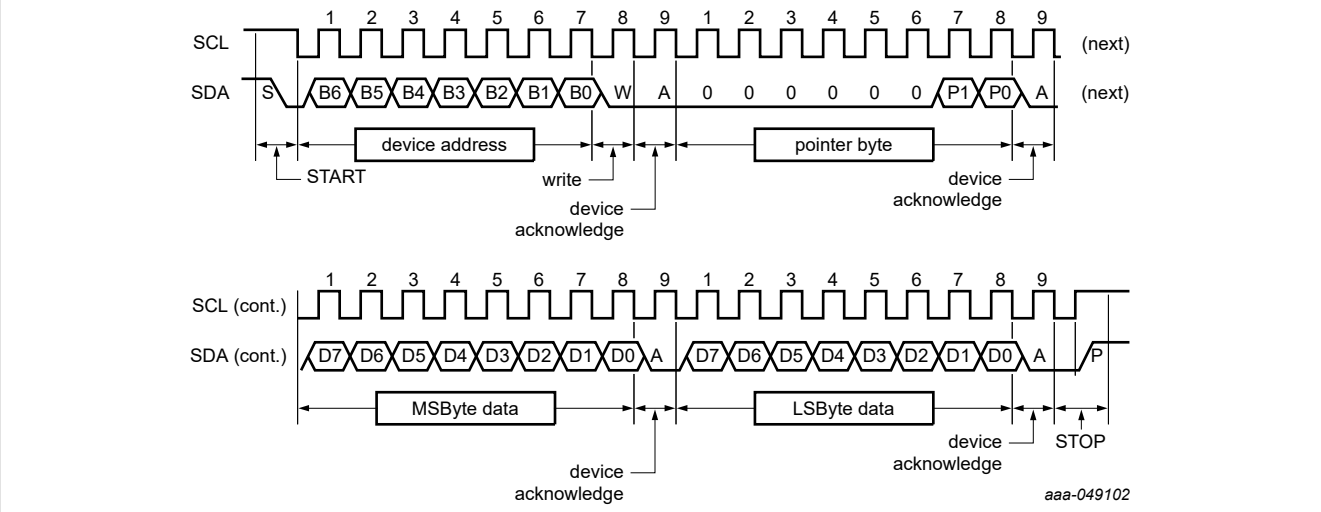 1 2 3 4 5 6 7 8 9 1 2 3 4 5 6 7 8 9
SCL (next)
SDA S B6 B5 B4 B3 B2 B1 B0 W A 0 0 0 0 0 0 P1 P0 A (next)
device address pointer byte
START write device
acknowledge
device
acknowledge
1 2 3 4 5 6 7 8 9 1 2 3 4 5 6 7 8 9
SCL (cont.)
SDA (cont.) D7 D6 D5 D4 D3 D2 D1 D0 A D7 D6 D5 D4 D3 D2 D1 D0 A P
MSByte data LSByte data
device STOP
acknowledge
device
acknowledge
aaa-049102